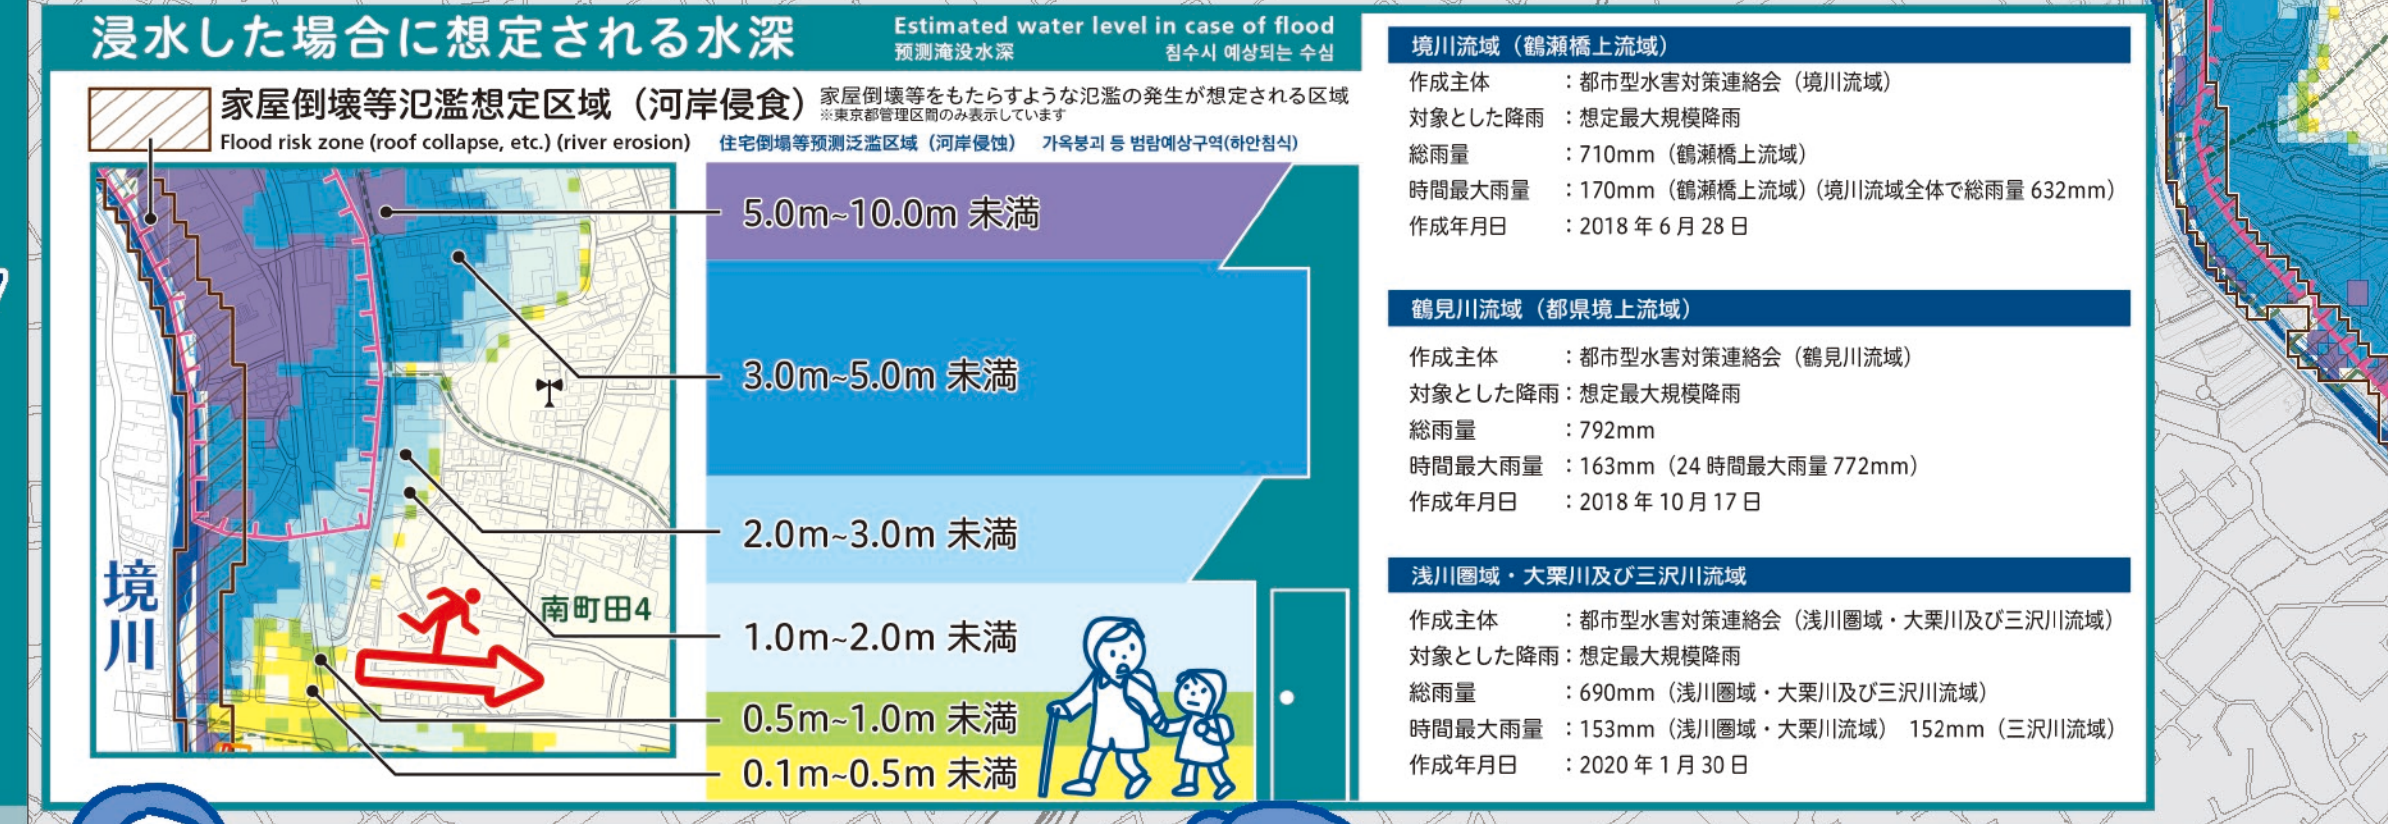 浸水した場合に想定される水深
Estimated water level in case of flood
预测淹没水深 침수시 예상되는 수심
家屋倒壊等氾濫想定区域（河岸侵食）
家屋倒壊等をもたらすような氾濫の発生が想定される区域
※東京都管理区間のみ表示しています
Flood risk zone (roof collapse, etc.) (river erosion)
住宅倒塌等预测泛滥区域（河岸侵蚀） 가옥붕괴 등 범람예상구역(하안침식)
境川
南町田4
5.0m~10.0m 未満
3.0m~5.0m 未満
2.0m~3.0m 未満
1.0m~2.0m 未満
0.5m~1.0m 未満
0.1m~0.5m 未満
境川流域（鶴瀬橋上流域）
作成主体 ：都市型水害対策連絡会（境川流域）
対象とした降雨 ：想定最大規模降雨
総雨量 ：710mm（鶴瀬橋上流域）
時間最大雨量 ：170mm（鶴瀬橋上流域）（境川流域全体で総雨量 632mm）
作成年月日 ：2018 年 6 月 28 日
鶴見川流域（都県境上流域）
作成主体 ：都市型水害対策連絡会（鶴見川流域）
対象とした降雨：想定最大規模降雨
総雨量 ：792mm
時間最大雨量 ：163mm（24 時間最大雨量 772mm）
作成年月日 ：2018 年 10 月 17 日
浅川圏域・大栗川及び三沢川流域
作成主体 ：都市型水害対策連絡会（浅川圏域・大栗川及び三沢川流域）
対象とした降雨：想定最大規模降雨
総雨量 ：690mm（浅川圏域・大栗川及び三沢川流域）
時間最大雨量 ：153mm（浅川圏域・大栗川流域） 152mm（三沢川流域）
作成年月日 ：2020 年 1 月 30 日